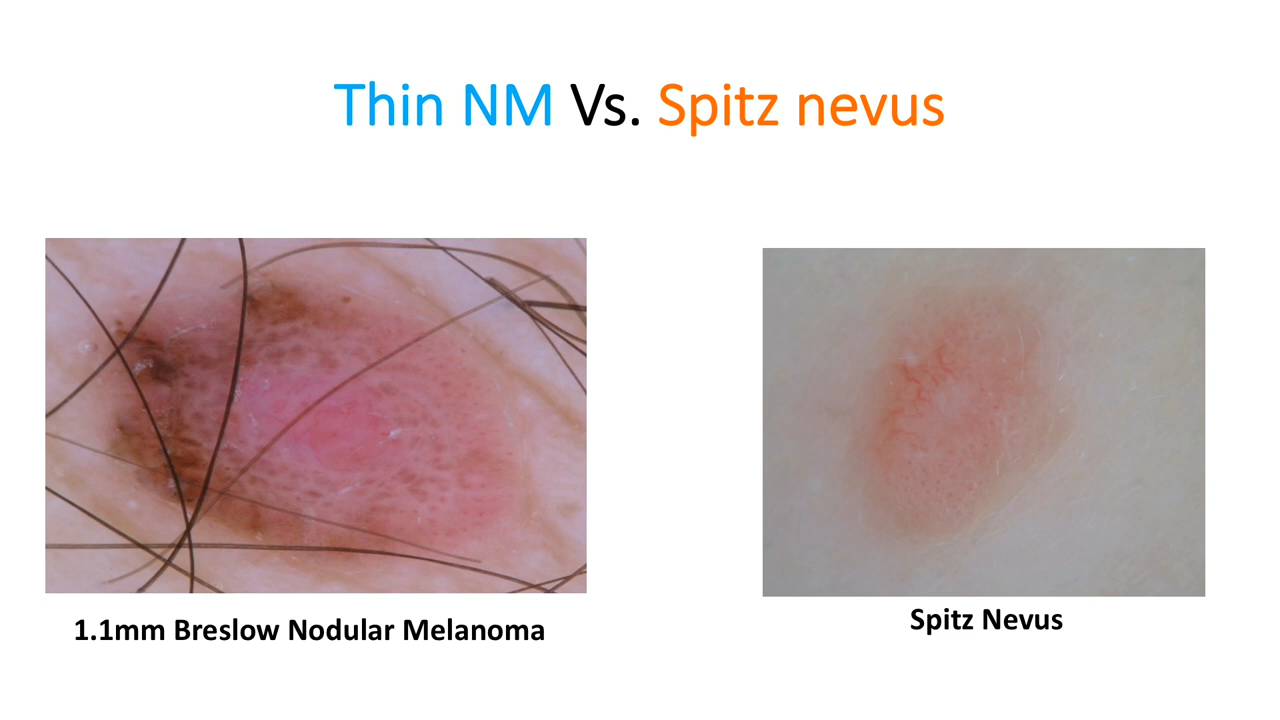 Thin NM Vs. Spitz nevus
1.1mm Breslow Nodular Melanoma
Spitz Nevus